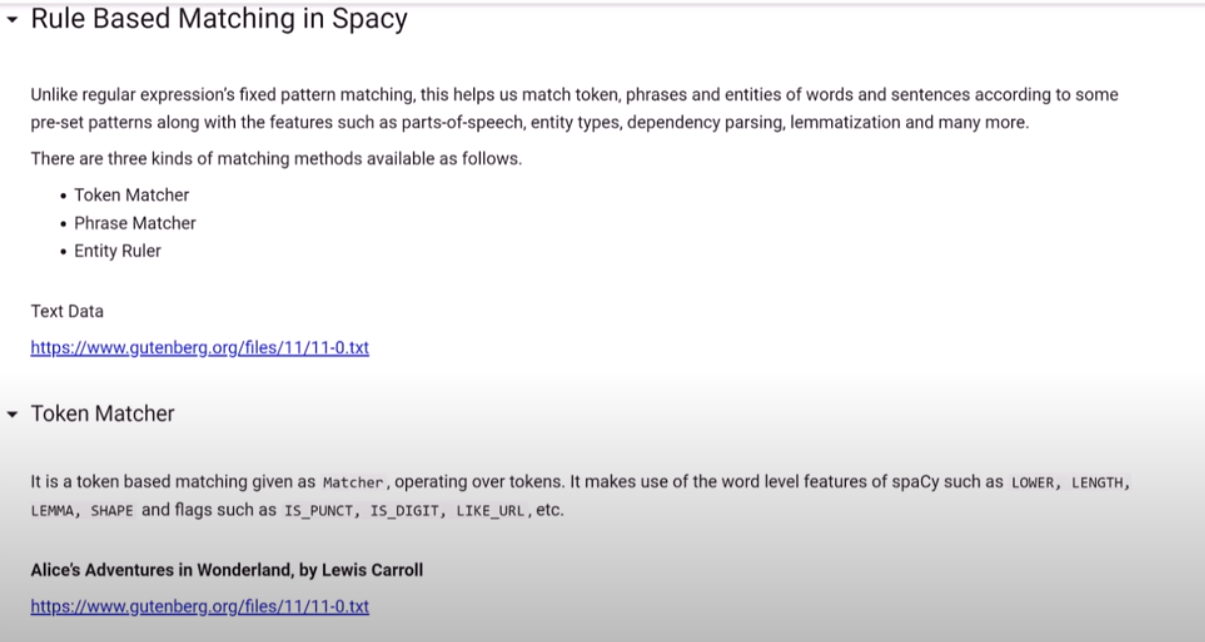 Rule Based Matching in Spacy
Unlike regular expression's fixed pattern matching, this helps us match token, phrases and entities of words and sentences according to some
pre-set patterns along with the features such as parts-of-speech, entity types, dependency parsing, lemmatization and many more.
There are three kinds of matching methods available as follows.
• Token Matcher
• Phrase Matcher
• Entity Ruler
Text Data
https://www.gutenberg.org/files/11/11-0.txt
Token Matcher
It is a token based matching given as Matcher, operating over tokens. It makes use of the word level features of spaCy such as LOWER, LENGTH,
LEMMA, SHAPE and flags such as IS_PUNCT, IS_DIGIT, LIKE_URL, etc.
Alice's Adventures in Wonderland, by Lewis Carroll
https://www.gutenberg.org/files/11/11-0.txt